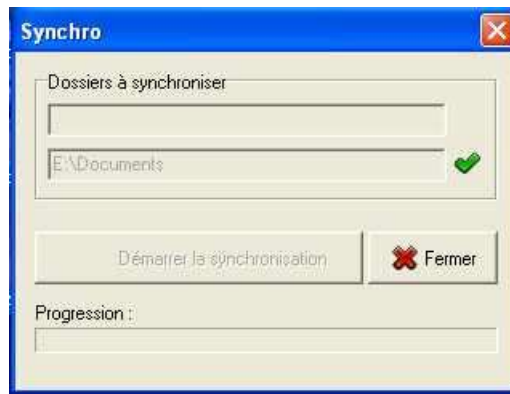 Synchro
Dossiers à synchroniser
E:\Documents
Démarrer la synchronisation
Fermer
Progression :